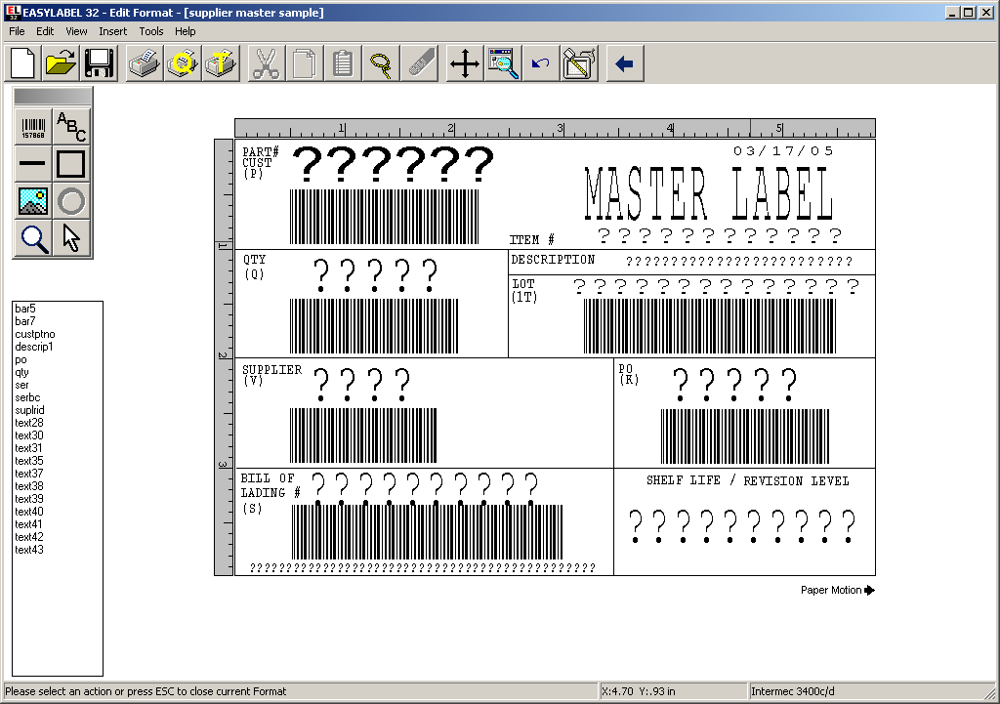 EL 32 EASYLABEL 32 - Edit Format - [supplier master sample]
File Edit View Insert Tools Help
Q T
157868 ABC
1 2 3 4 5
1
2
3
PART#
CUST
(P)
??????
03/17/05
MASTER LABEL
ITEM # ????????????
QTY
(Q)
?????
DESCRIPTION ???????????????????????
LOT
(1T)
??????????????
SUPPLIER
(V)
????
PO
(K)
?????
BILL OF
LADING #
(S)
??????????
SHELF LIFE / REVISION LEVEL
??????????
Paper Motion
bar5
bar7
custptno
descrip1
po
qty
ser
serbc
suplrid
text28
text30
text31
text35
text37
text38
text39
text40
text41
text42
text43
Please select an action or press ESC to close current Format X:4.70 Y:.93 in Intermec 3400c/d